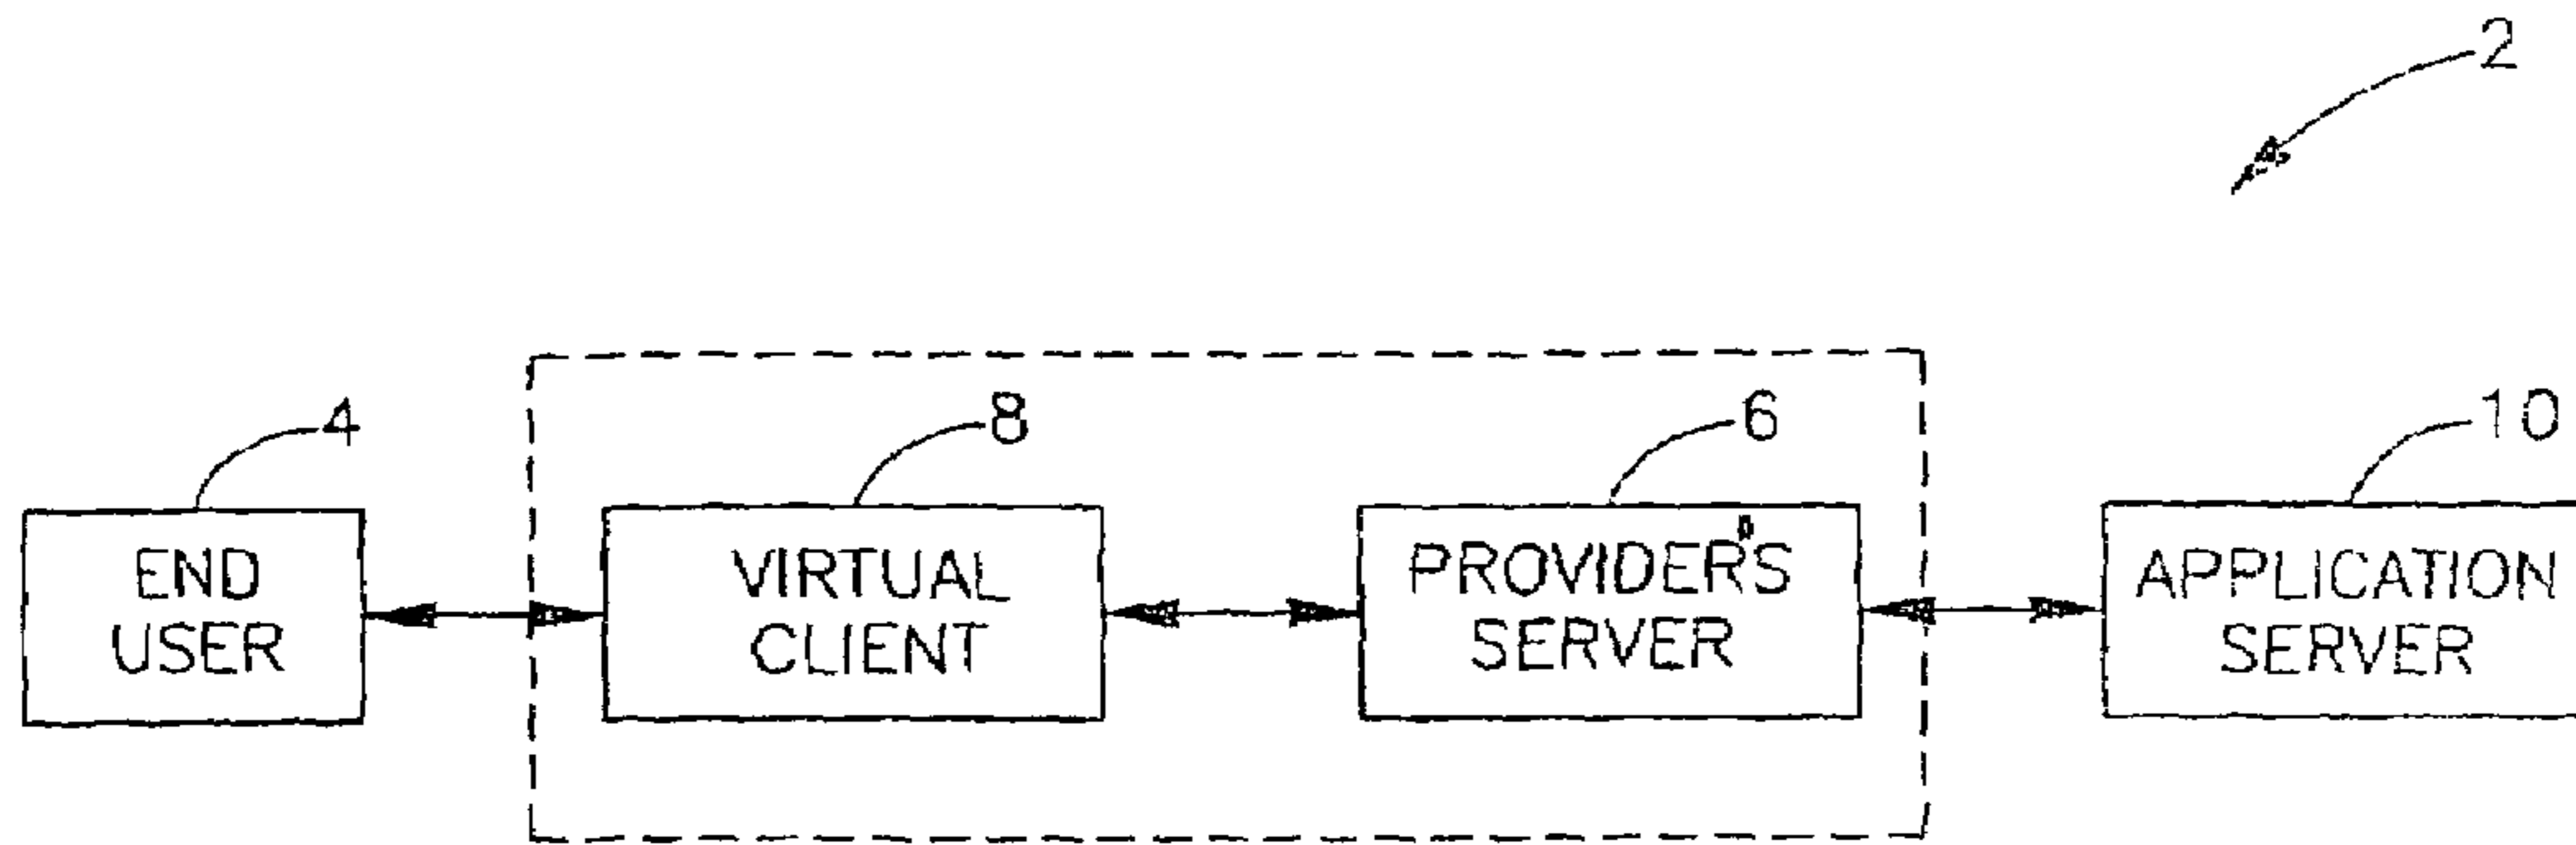 2
4
8
6
10
END
USER
VIRTUAL
CLIENT
PROVIDER'S
SERVER
APPLICATION
SERVER